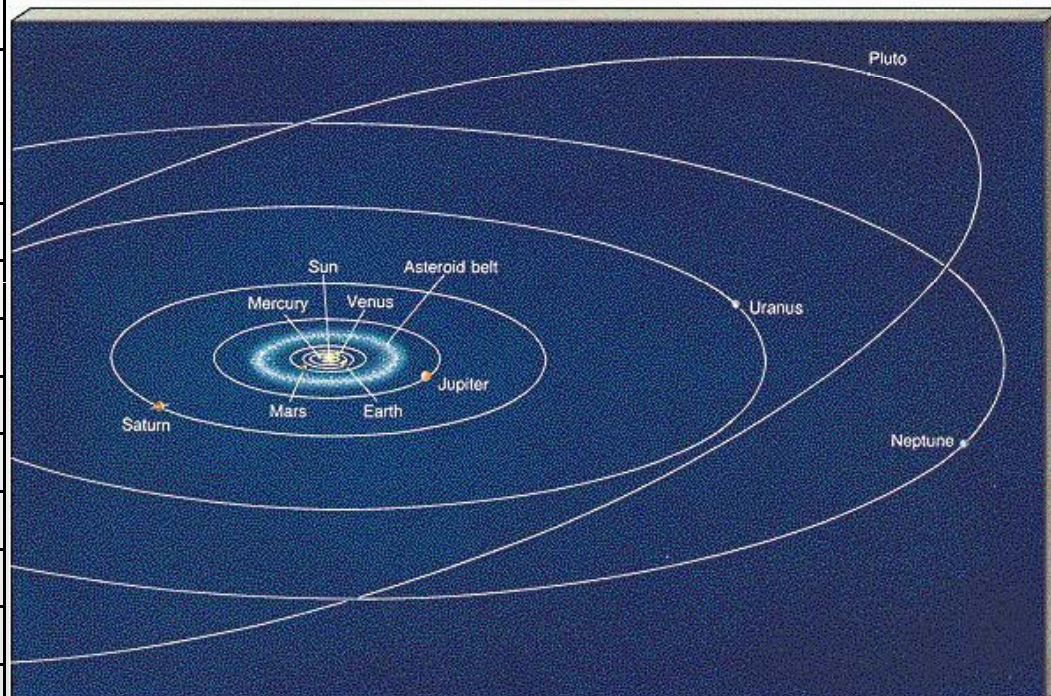 Pluto
Sun
Asteroid belt
Mercury
Venus
Uranus
Jupiter
Mars
Earth
Saturn
Neptune